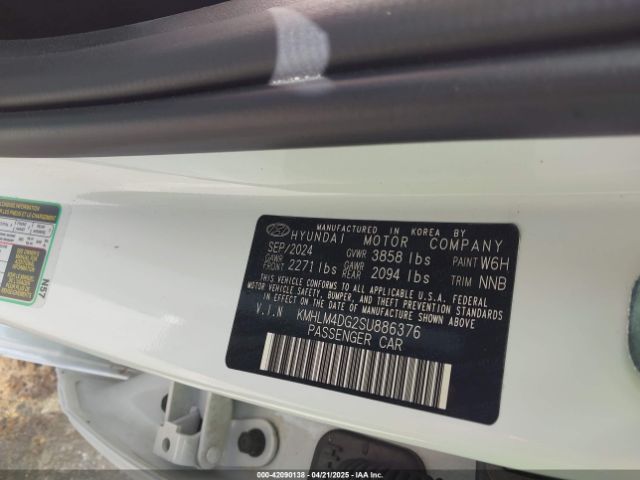 MANUFACTURED IN KOREA BY
HYUNDAI MOTOR COMPANY
SEP/2024 GVWR 3858 lbs PAINT W6H
GAWR FRONT 2271 lbs GAWR REAR 2094 lbs TRIM NNB
THIS VEHICLE CONFORMS TO ALL APPLICABLE U.S.A. FEDERAL
MOTOR VEHICLE SAFETY, BUMPER, AND THEFT PREVENTION STANDARDS
IN EFFECT ON THE DATE OF MANUFACTURE SHOWN ABOVE.
V.I.N KMHLM4DG2SU886376
PASSENGER CAR
N57
000-42090138 - 04/21/2025 - IAAI.com